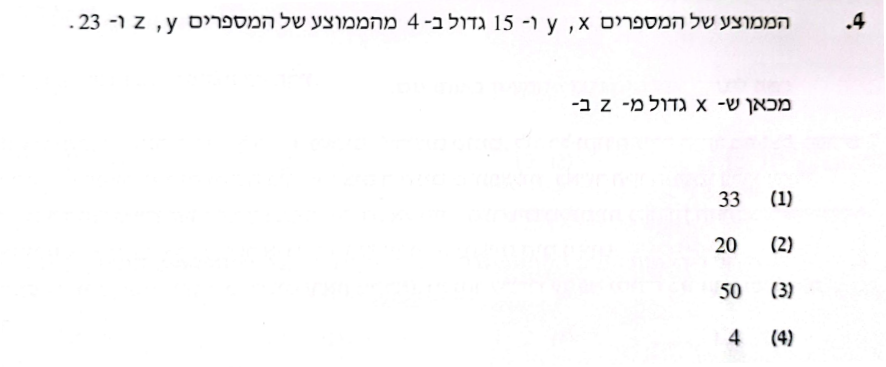 4. הממוצע של המספרים x, y ו- 15 גדול ב- 4 מהממוצע של המספרים y, z ו- 23.
מכאן ש- x גדול מ- z ב-
(1) 33
(2) 20
(3) 50
(4) 4